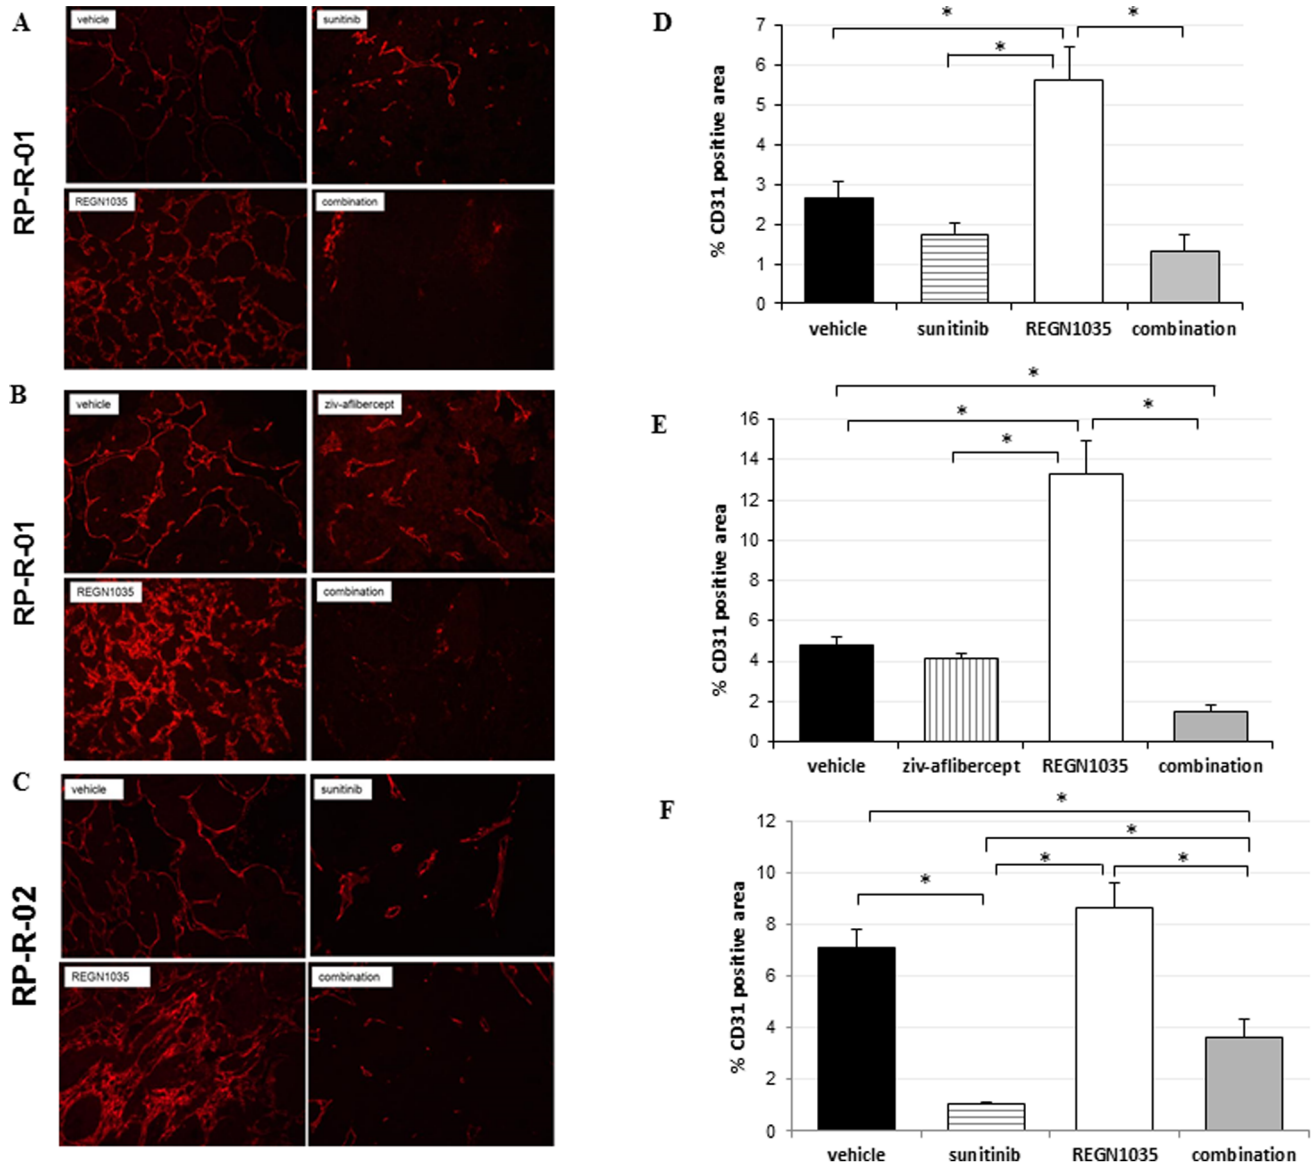 A
RP-R-01
vehicle
sunitinib
REGN1035
combination
B
RP-R-01
vehicle
ziv-aflibercept
REGN1035
combination
C
RP-R-02
vehicle
sunitinib
REGN1035
combination
D
% CD31 positive area
7
6
5
4
3
2
1
0
* * *
vehicle sunitinib REGN1035 combination
E
% CD31 positive area
16
14
12
10
8
6
4
2
0
* * * *
vehicle ziv-aflibercept REGN1035 combination
F
% CD31 positive area
12
10
8
6
4
2
0
* * * * *
vehicle sunitinib REGN1035 combination